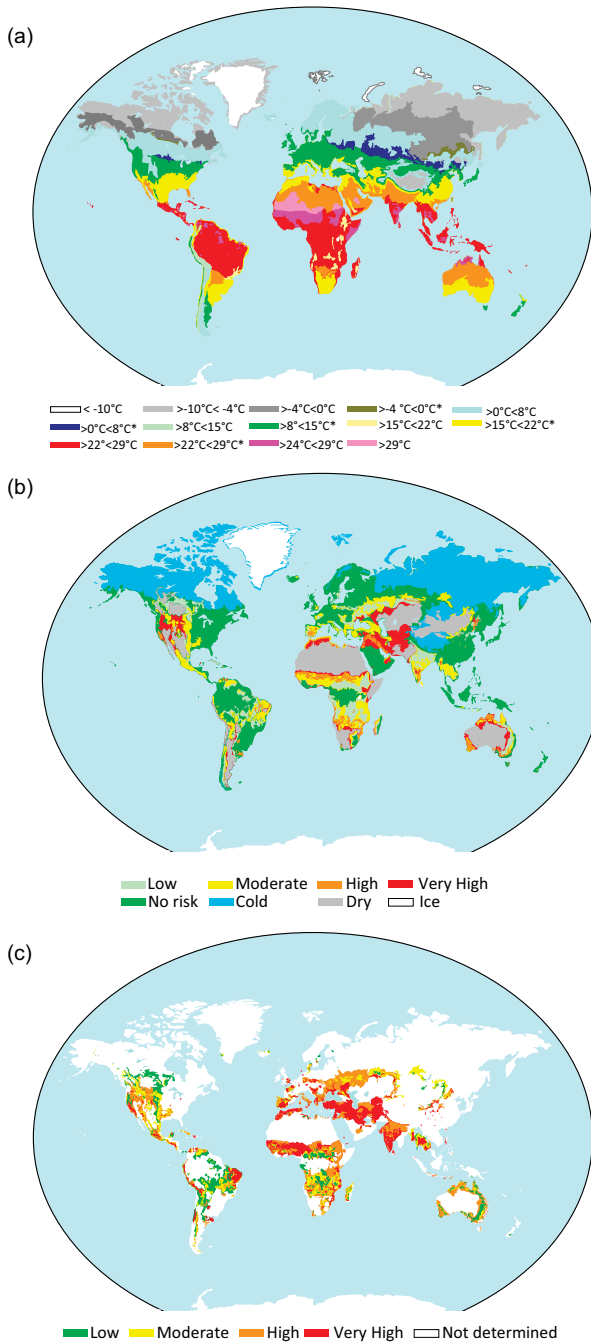 (a)
< -10°C >-10°C< -4°C >-4°C<0°C >-4 °C<0°C* >0°C<8°C
>0°C<8°C* >8°C<15°C >8°<15°C* >15°C<22°C >15°C<22°C*
>22°C<29°C >22°C<29°C* >24°C<29°C >29°C
(b)
Low Moderate High Very High
No risk Cold Dry Ice
(c)
Low Moderate High Very High Not determined